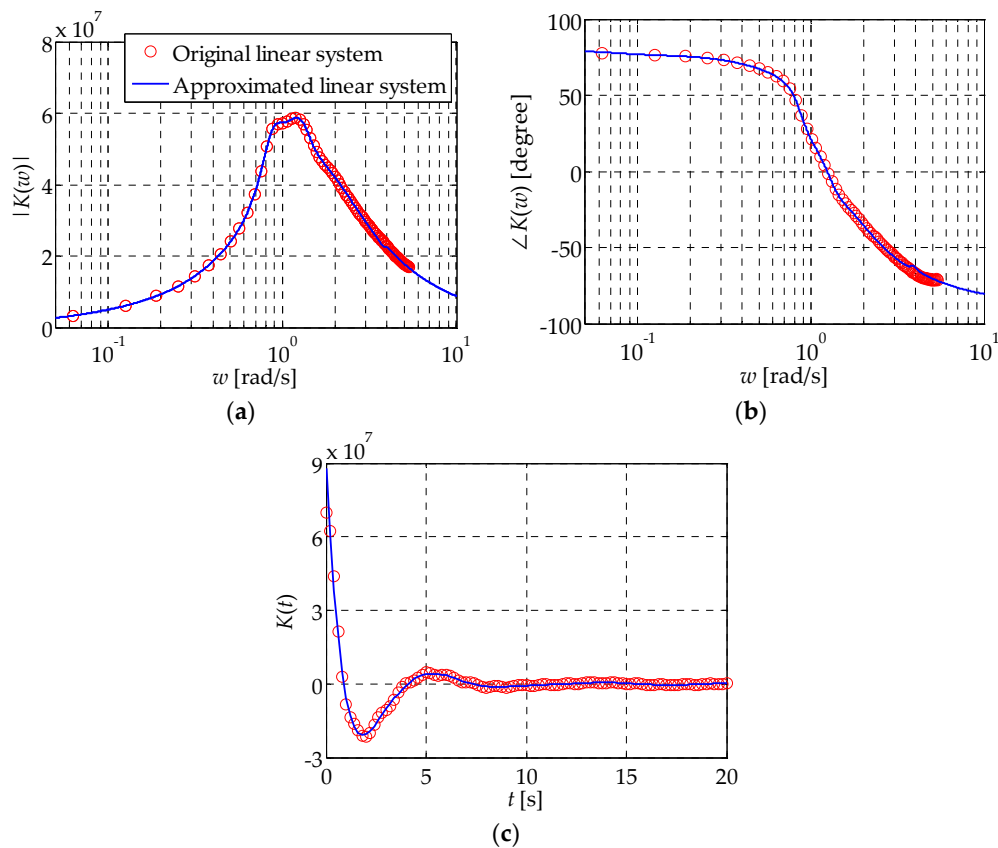 x 10^7
8
6
4
2
0
|K(w)|
Original linear system
Approximated linear system
10^-1
10^0
10^1
w [rad/s]
(a)
100
50
0
-50
-100
∠K(w) [degree]
10^-1
10^0
10^1
w [rad/s]
(b)
x 10^7
9
6
3
0
-3
K(t)
0
5
10
15
20
t [s]
(c)